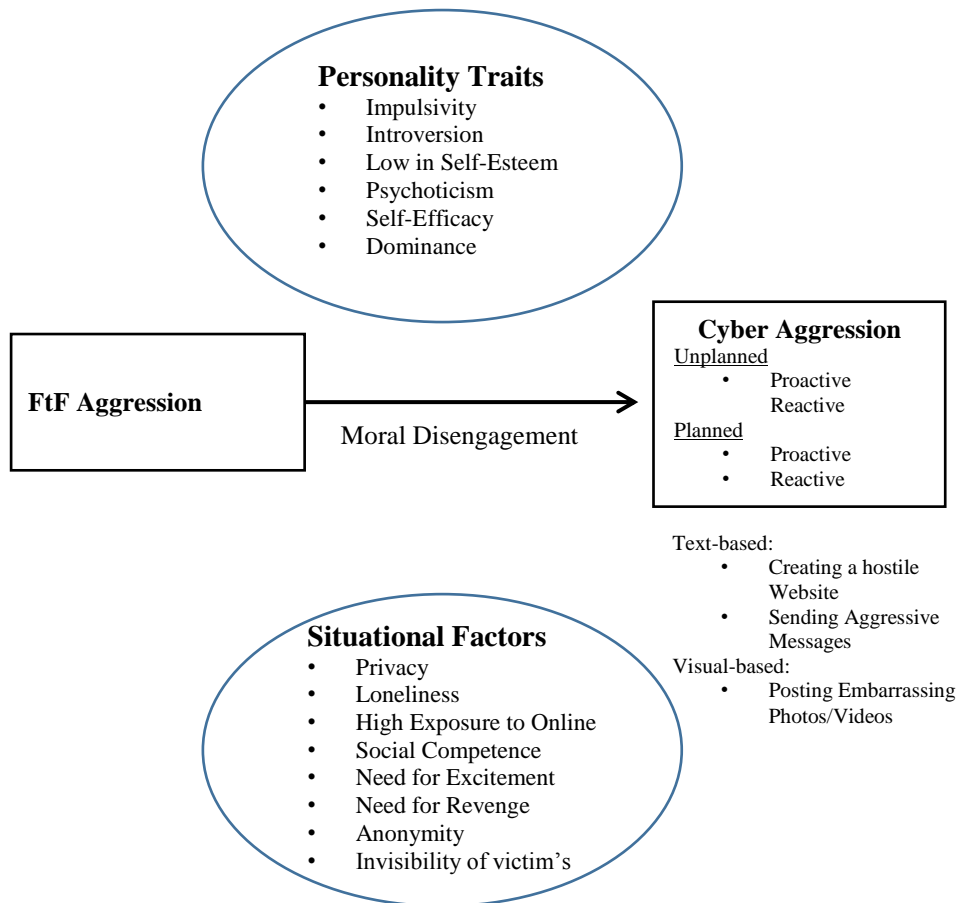 Personality Traits
• Impulsivity
• Introversion
• Low in Self-Esteem
• Psychoticism
• Self-Efficacy
• Dominance
FtF Aggression
Moral Disengagement
Cyber Aggression
Unplanned
• Proactive
Reactive
Planned
• Proactive
• Reactive
Text-based:
• Creating a hostile
Website
• Sending Aggressive
Messages
Visual-based:
• Posting Embarrassing
Photos/Videos
Situational Factors
• Privacy
• Loneliness
• High Exposure to Online
• Social Competence
• Need for Excitement
• Need for Revenge
• Anonymity
• Invisibility of victim's